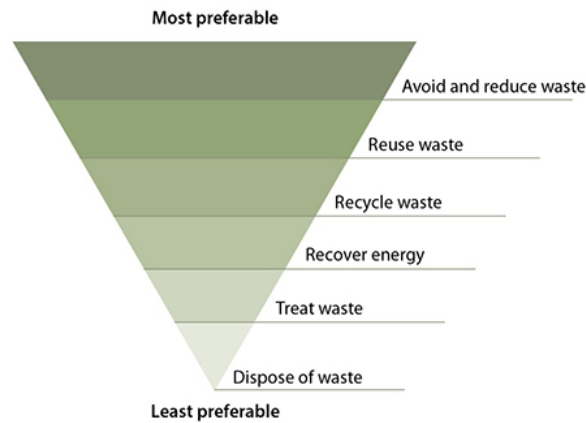 Most preferable
Avoid and reduce waste
Reuse waste
Recycle waste
Recover energy
Treat waste
Dispose of waste
Least preferable